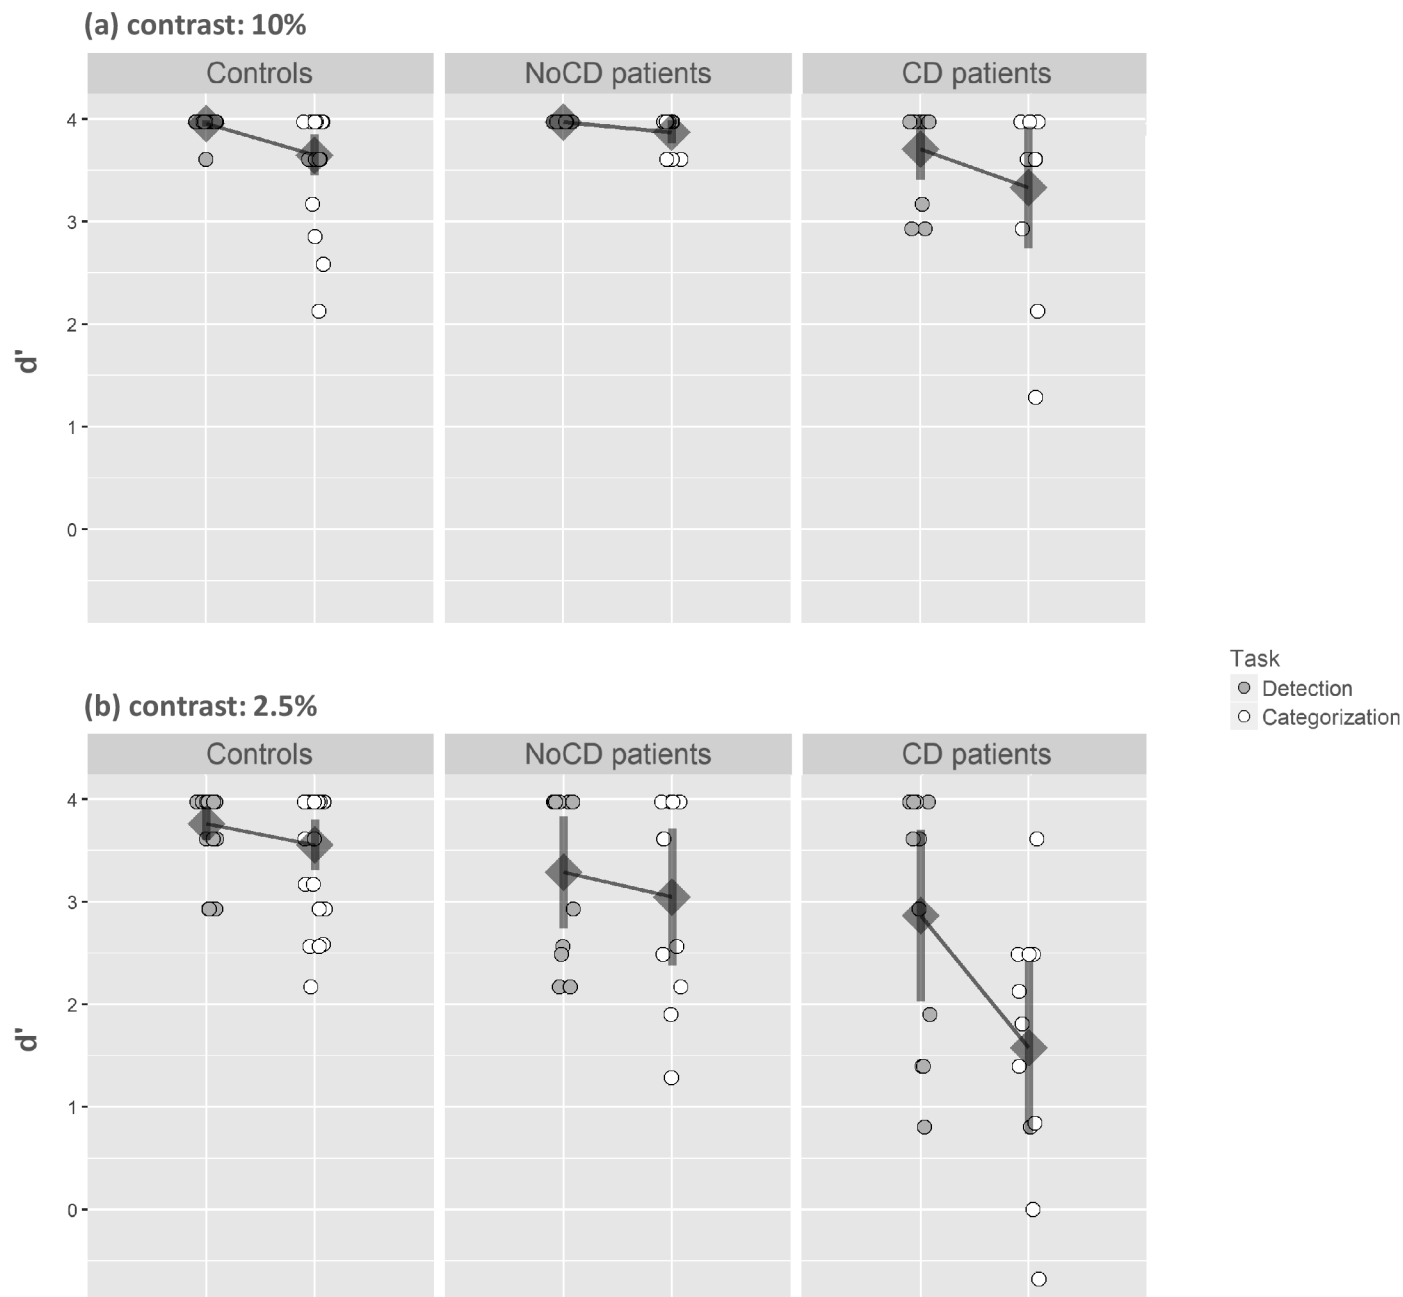 (a) contrast: 10%
Controls NoCD patients CD patients
4
3
2
1
0
d'
Task
Detection
Categorization
(b) contrast: 2.5%
Controls NoCD patients CD patients
4
3
2
1
0
d'